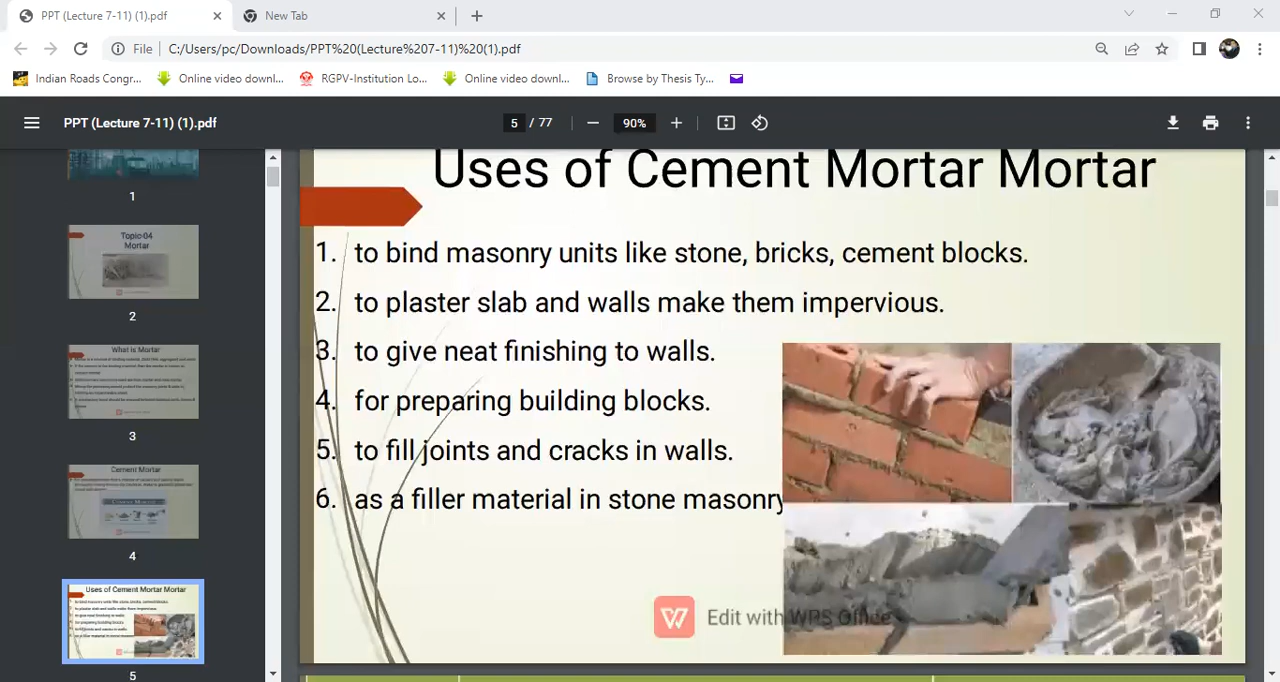 PPT (Lecture 7-11) (1).pdf
New Tab
File C:/Users/pc/Downloads/PPT%20(Lecture%207-11)%20(1).pdf
Indian Roads Congr... Online video downl... RGPV-Institution Lo... Online video downl... Browse by Thesis Ty...
PPT (Lecture 7-11) (1).pdf 5 / 77 90%
1
Topic-04
Mortar
2
What is Mortar
3
Cement Mortar
4
Uses of Cement Mortar Mortar
5
Uses of Cement Mortar Mortar
1. to bind masonry units like stone, bricks, cement blocks.
2. to plaster slab and walls make them impervious.
3. to give neat finishing to walls.
4. for preparing building blocks.
5. to fill joints and cracks in walls.
6. as a filler material in stone masonry
Edit with WPS Office